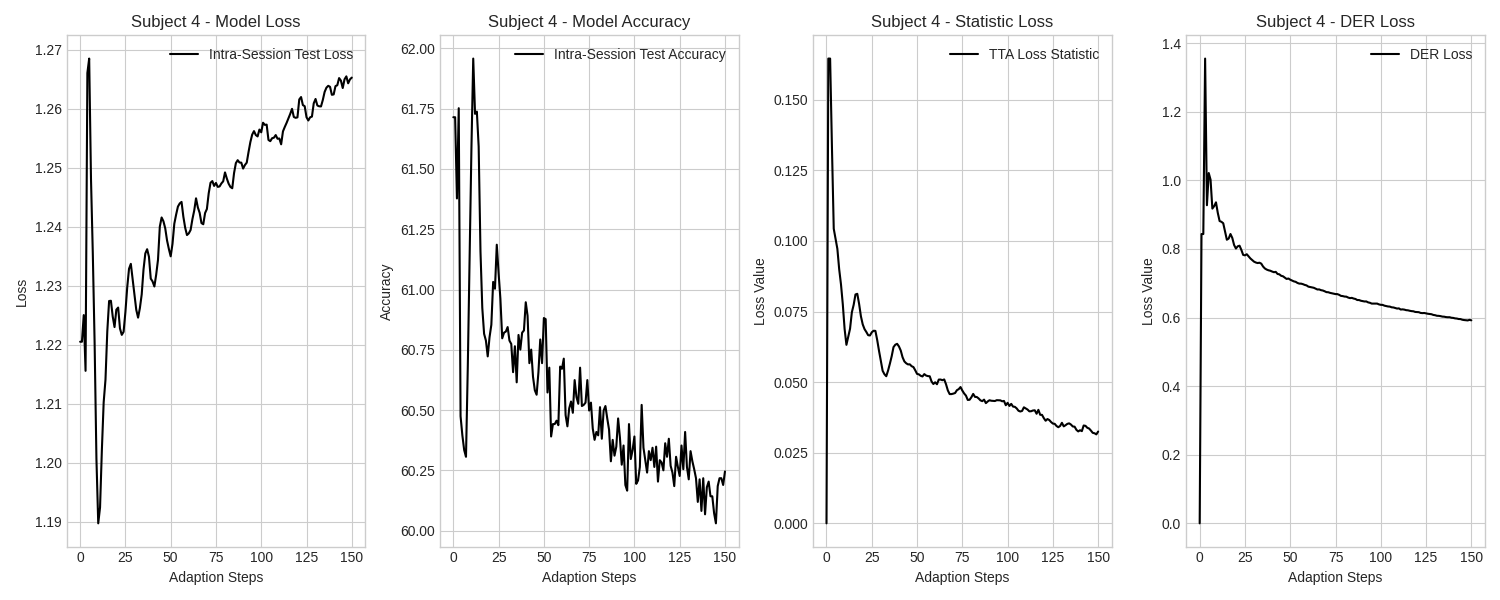 Subject 4 - Model Loss
Intra-Session Test Loss
1.27
1.26
1.25
1.24
1.23
1.22
1.21
1.20
1.19
Loss
0 25 50 75 100 125 150
Adaption Steps
Subject 4 - Model Accuracy
Intra-Session Test Accuracy
62.00
61.75
61.50
61.25
61.00
60.75
60.50
60.25
60.00
Accuracy
0 25 50 75 100 125 150
Adaption Steps
Subject 4 - Statistic Loss
TTA Loss Statistic
0.150
0.125
0.100
0.075
0.050
0.025
0.000
Loss Value
0 25 50 75 100 125 150
Adaption Steps
Subject 4 - DER Loss
DER Loss
1.4
1.2
1.0
0.8
0.6
0.4
0.2
0.0
Loss Value
0 25 50 75 100 125 150
Adaption Steps